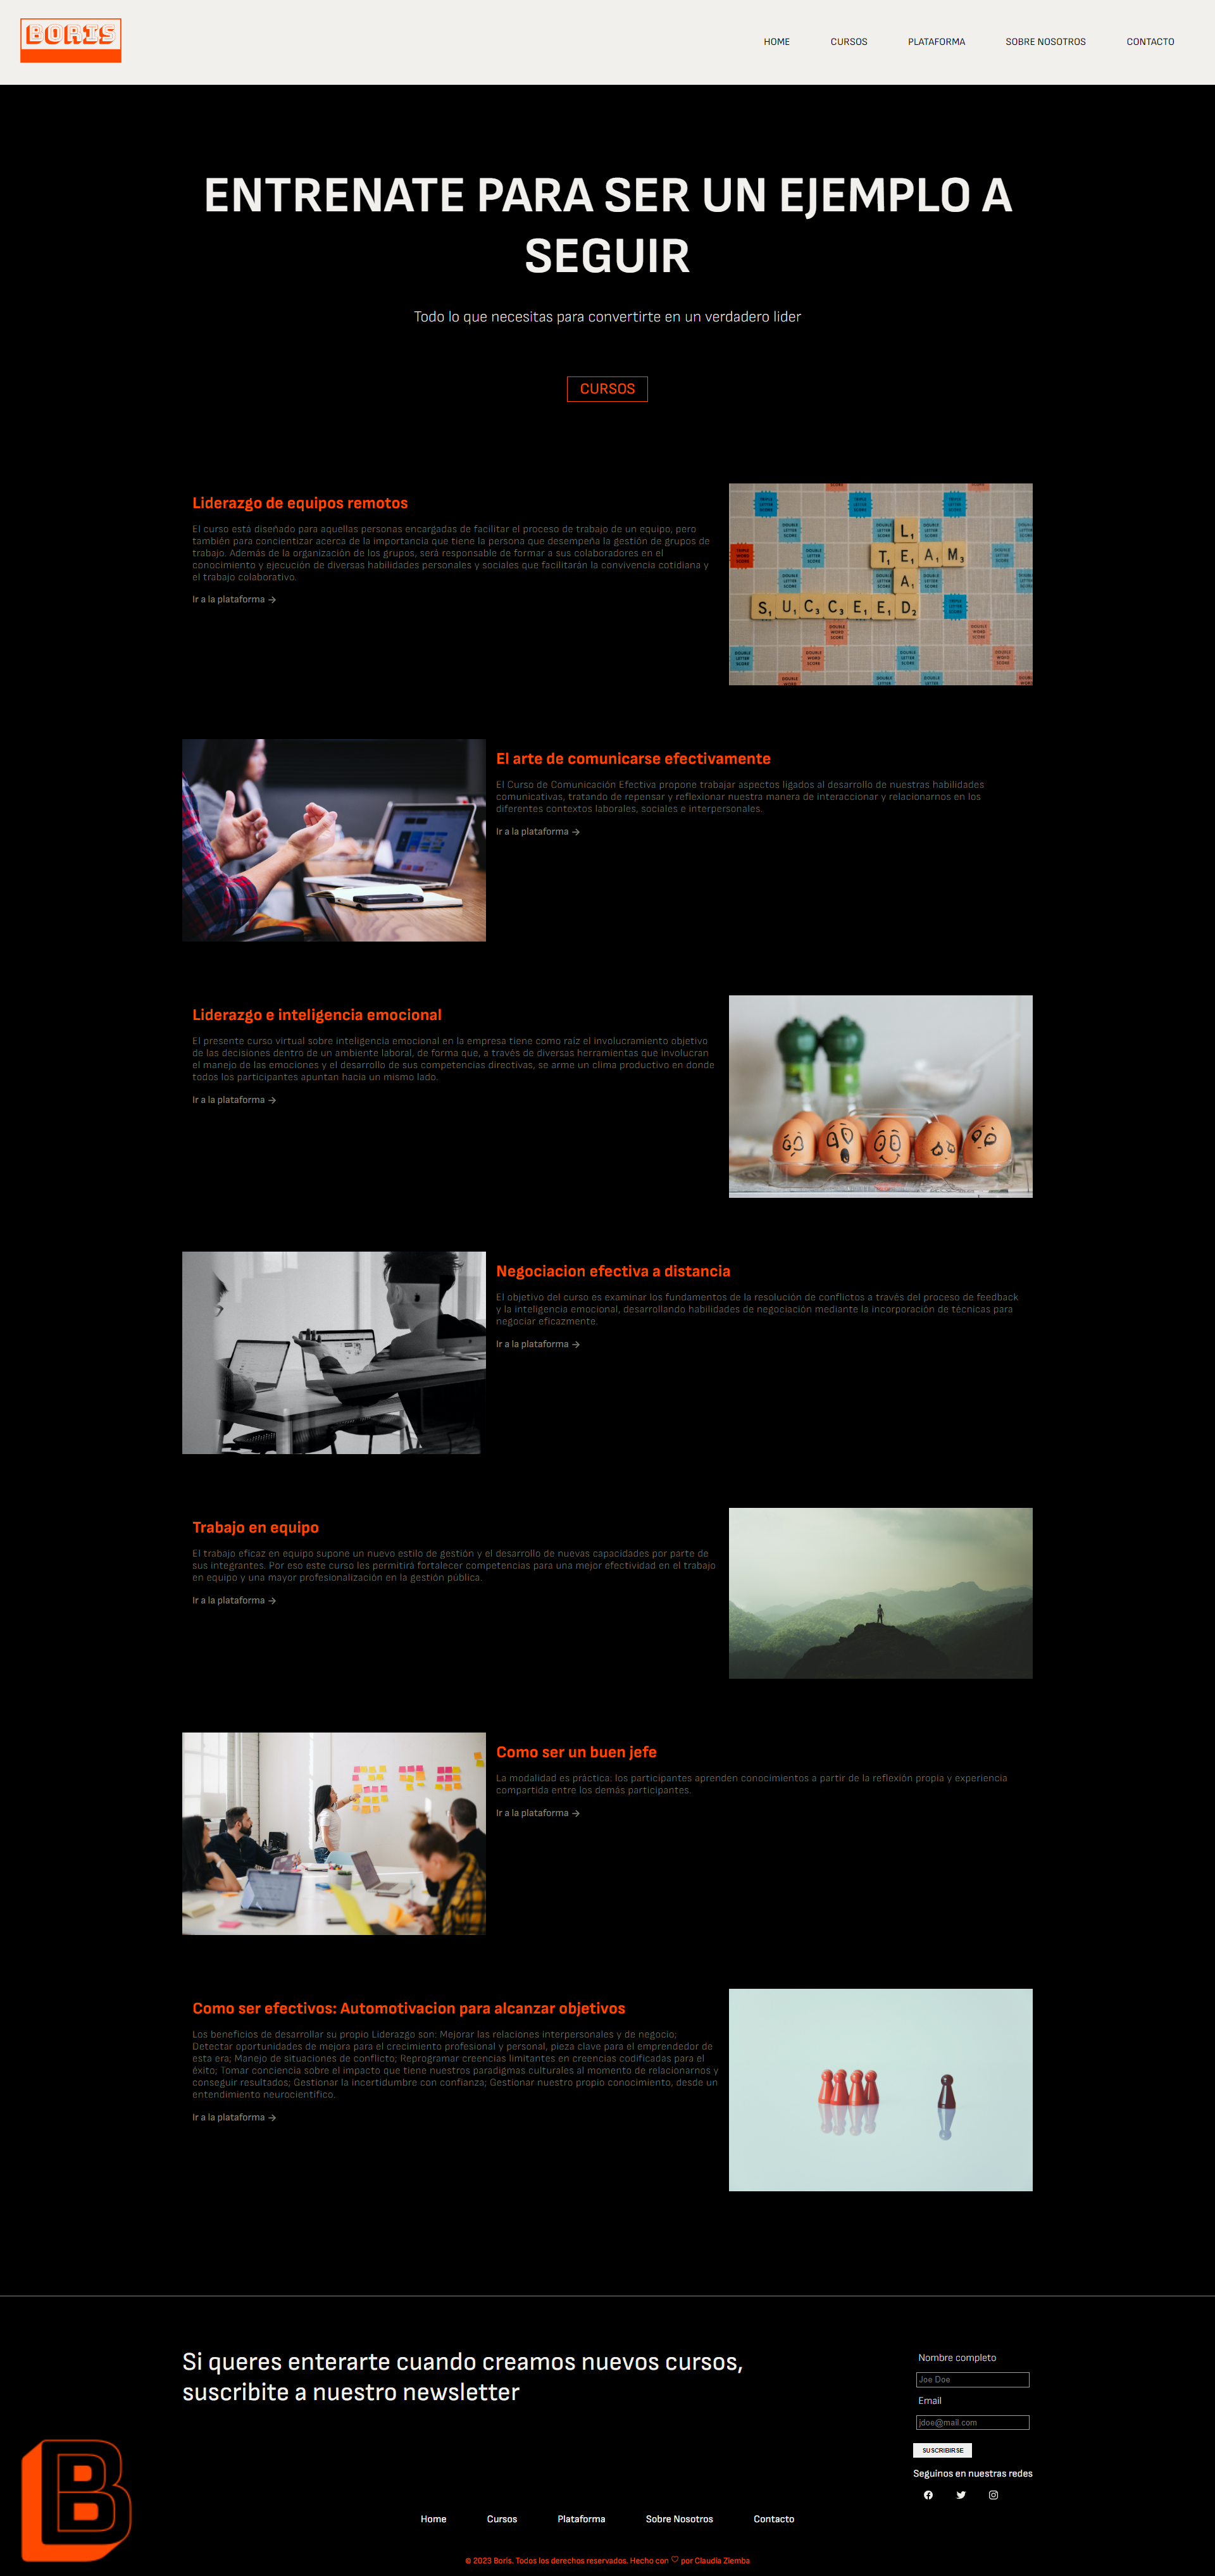 BORIS
HOME CURSOS PLATAFORMA SOBRE NOSOTROS CONTACTO
ENTRENATE PARA SER UN EJEMPLO A
SEGUIR
Todo lo que necesitas para convertirte en un verdadero lider
CURSOS
Liderazgo de equipos remotos
El curso está diseñado para aquellas personas encargadas de facilitar el proceso de trabajo de un equipo, pero
también para concientizar acerca de la importancia que tiene la persona que desempeña la gestión de grupos de
trabajo. Además de la organización de los grupos, será responsable de formar a sus colaboradores en el
conocimiento y ejecución de diversas habilidades personales y sociales que facilitarán la convivencia cotidiana y
el trabajo colaborativo.
Ir a la plataforma →
LEAD
TEAM
SUCCEED
El arte de comunicarse efectivamente
El Curso de Comunicación Efectiva propone trabajar aspectos ligados al desarrollo de nuestras habilidades
comunicativas, tratando de repensar y reflexionar nuestra manera de interaccionar y relacionarnos en los
diferentes contextos laborales, sociales e interpersonales.
Ir a la plataforma →
Liderazgo e inteligencia emocional
El presente curso virtual sobre inteligencia emocional en la empresa tiene como raíz el involucramiento objetivo
de las decisiones dentro de un ambiente laboral, de forma que, a través de diversas herramientas que involucran
el manejo de las emociones y el desarrollo de sus competencias directivas, se arme un clima productivo en donde
todos los participantes apuntan hacia un mismo lado.
Ir a la plataforma →
Negociacion efectiva a distancia
El objetivo del curso es examinar los fundamentos de la resolución de conflictos a través del proceso de feedback
y la inteligencia emocional, desarrollando habilidades de negociación mediante la incorporación de técnicas para
negociar eficazmente.
Ir a la plataforma →
Trabajo en equipo
El trabajo eficaz en equipo supone un nuevo estilo de gestión y el desarrollo de nuevas capacidades por parte de
sus integrantes. Por eso este curso les permitirá fortalecer competencias para una mejor efectividad en el trabajo
en equipo y una mayor profesionalización en la gestión pública.
Ir a la plataforma →
Como ser un buen jefe
La modalidad es práctica: los participantes aprenden conocimientos a partir de la reflexión propia y experiencia
compartida entre los demás participantes.
Ir a la plataforma →
Como ser efectivos: Automotivacion para alcanzar objetivos
Los beneficios de desarrollar su propio Liderazgo son: Mejorar las relaciones interpersonales y de negocio;
Detectar oportunidades de mejora para el crecimiento profesional y personal, pieza clave para el emprendedor de
esta era; Manejo de situaciones de conflicto; Reprogramar creencias limitantes en creencias codificadas para el
éxito; Tomar conciencia sobre el impacto que tiene nuestros paradigmas culturales al momento de relacionarnos y
conseguir resultados; Gestionar la incertidumbre con confianza; Gestionar nuestro propio conocimiento, desde un
entendimiento neurocientífico.
Ir a la plataforma →
Si queres enterarte cuando creamos nuevos cursos,
suscribite a nuestro newsletter
Nombre completo
Joe Doe
Email
jdoe@mail.com
SUSCRIBIRSE
Seguinos en nuestras redes
B
Home Cursos Plataforma Sobre Nosotros Contacto
© 2023 Boris. Todos los derechos reservados. Hecho con ♡ por Claudia Ziemba